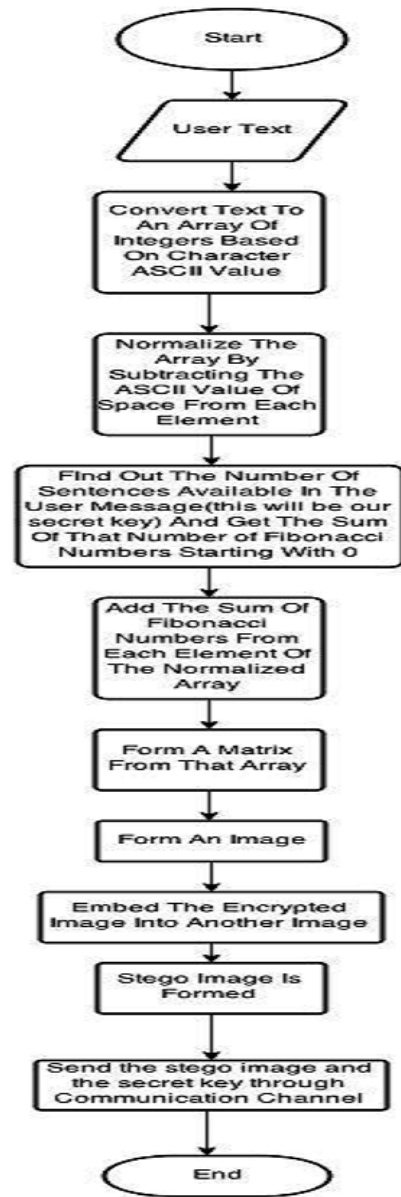 Start
User Text
Convert Text To
An Array Of
Integers Based
On Character
ASCII Value
Normalize The
Array By
Subtracting The
ASCII Value Of
Space From Each
Element
FInd Out The Number Of
Sentences Available In The
User Message(this will be our
secret key) And Get The Sum
Of That Number of Fibonacci
Numbers Starting With 0
Add The Sum Of
Fibonacci
Numbers From
Each Element Of
The Normalized
Array
Form A Matrix
From That Array
Form An Image
Embed The Encrypted
Image Into Another Image
Stego Image Is
Formed
Send the stego image and
the secret key through
Communication Channel
End